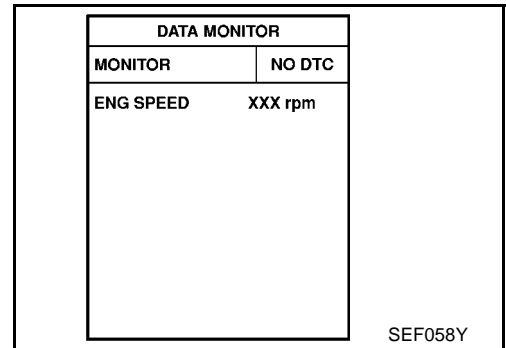 DATA MONITOR
MONITOR NO DTC
ENG SPEED XXX rpm
SEF058Y